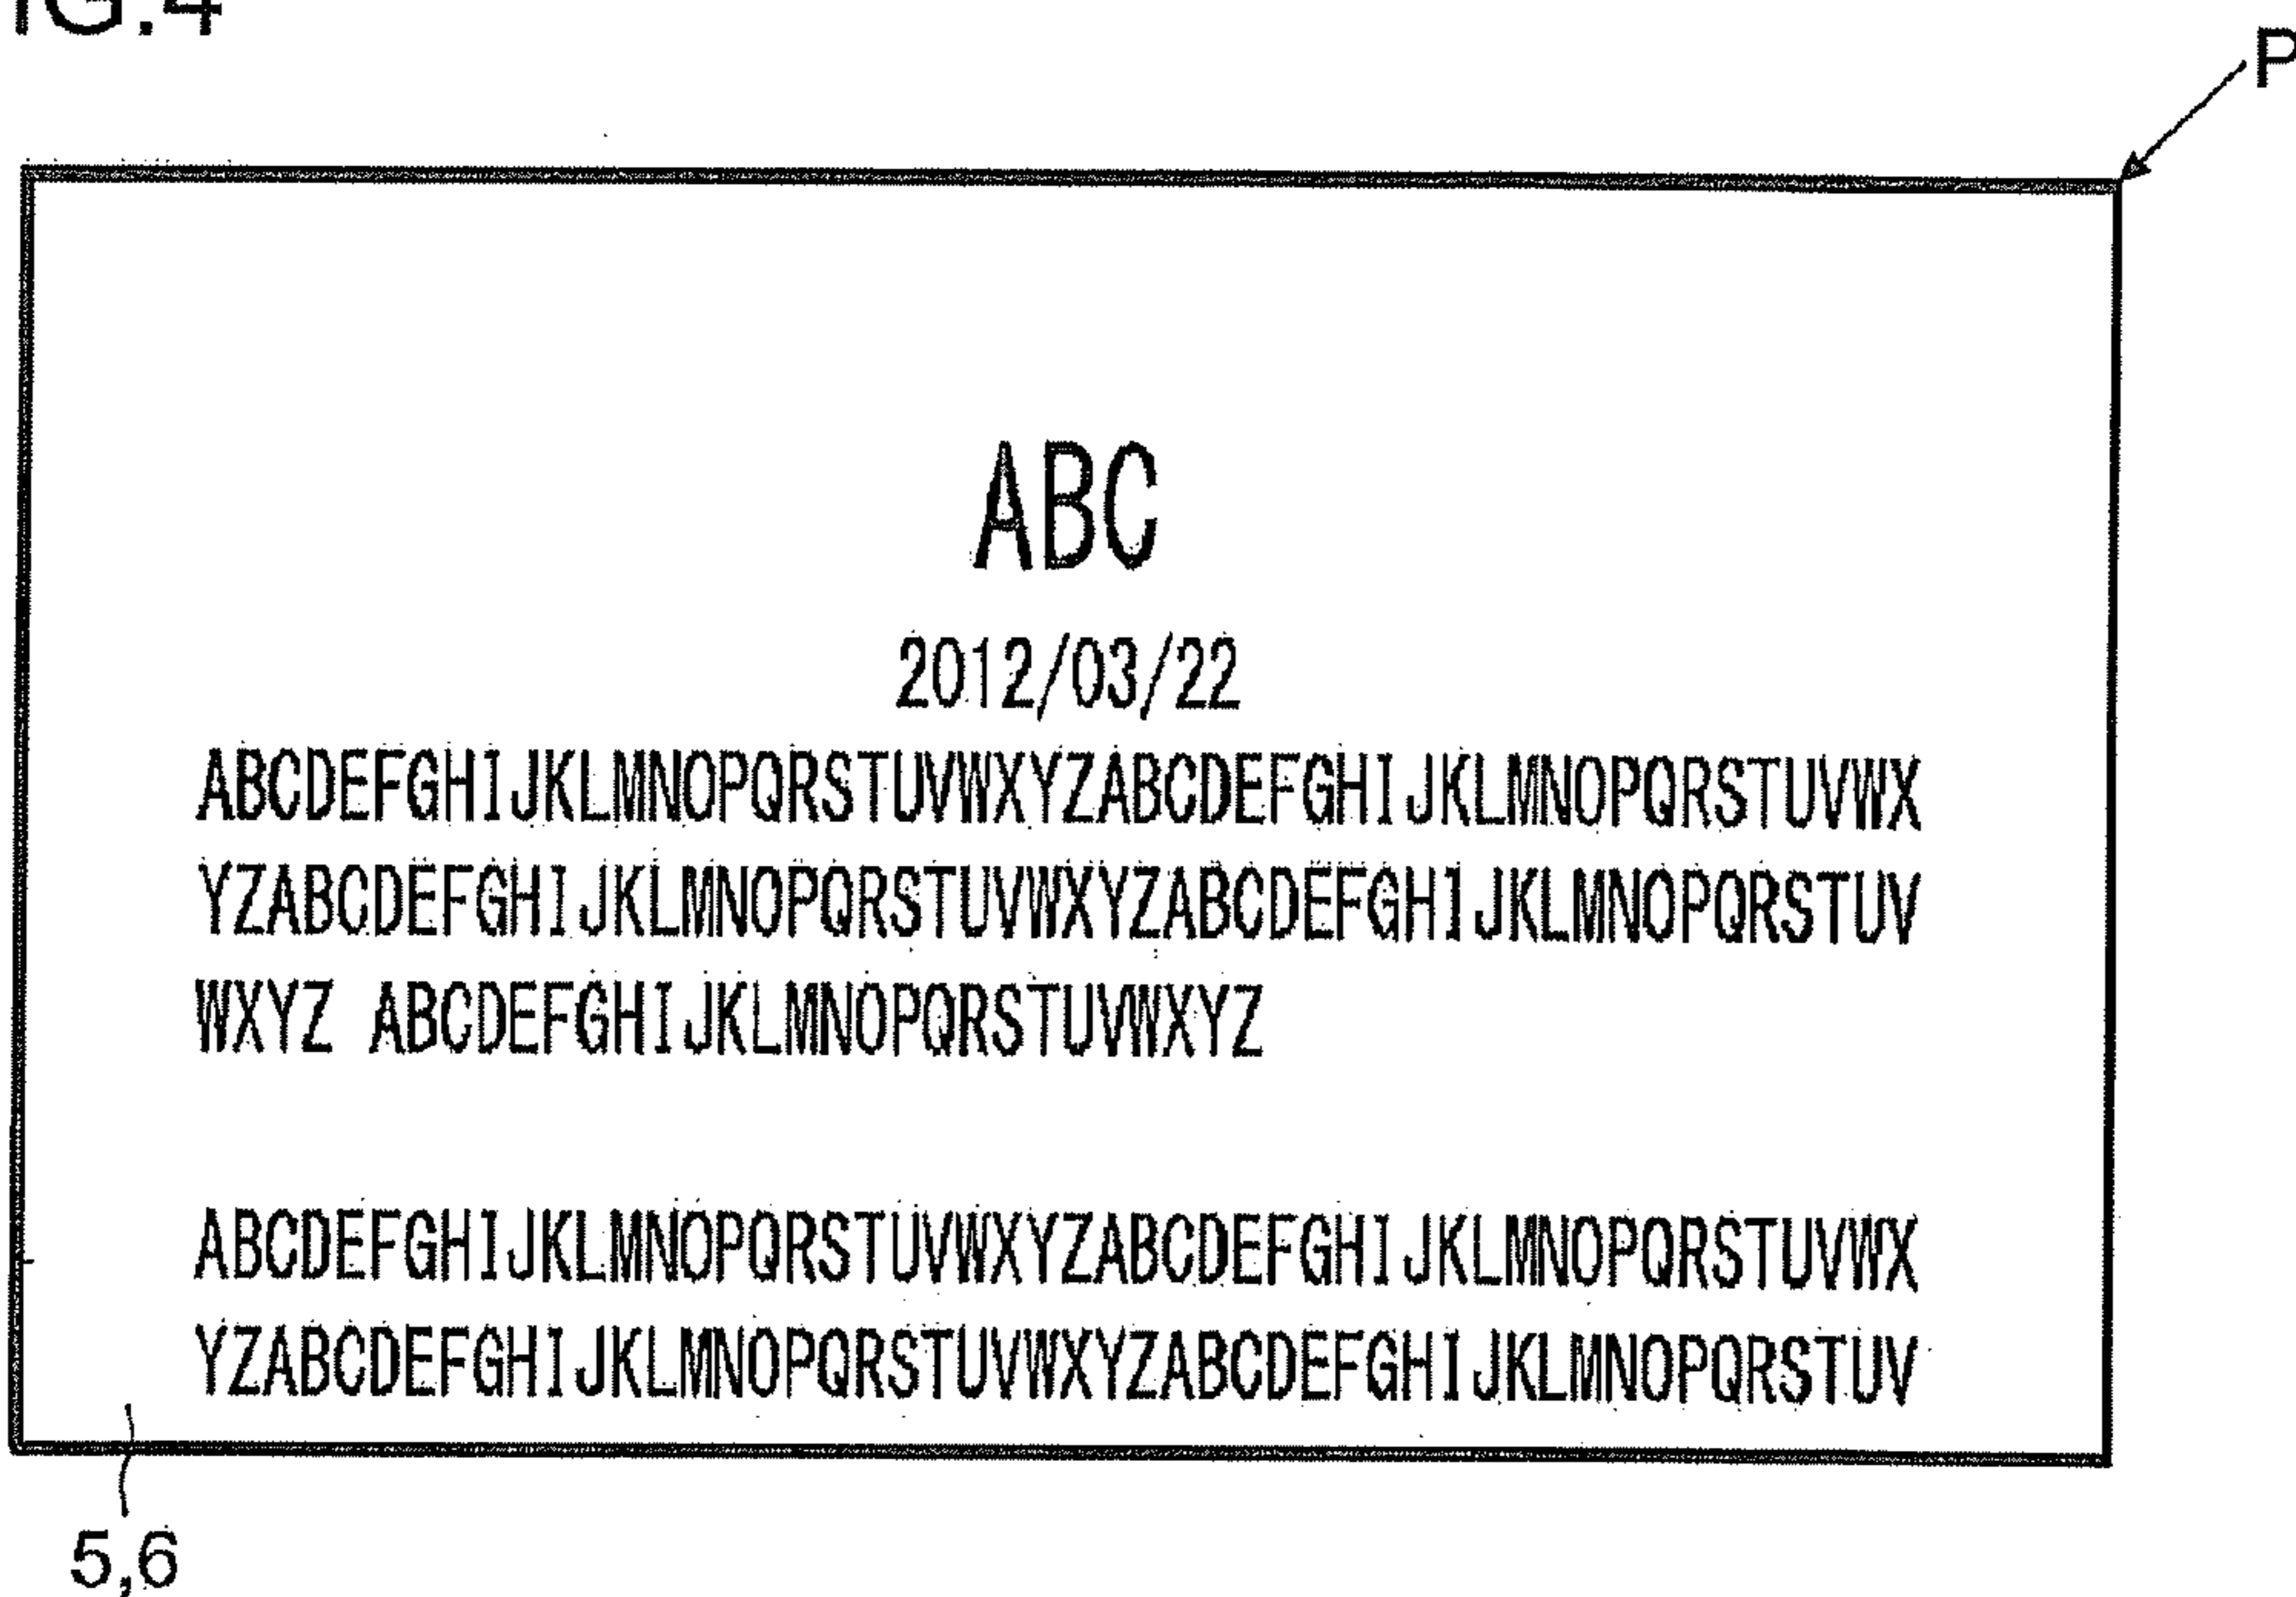 IG.4
P
ABC
2012/03/22
ABCDEFGHIJKLMNOPQRSTUVWXYZABCDEFGHIJKLMNOPQRSTUVWX
YZABCDEFGHIJKLMNOPQRSTUVWXYZABCDEFGHIJKLMNOPQRSTUV
WXYZ ABCDEFGHIJKLMNOPQRSTUVWXYZ
ABCDEFGHIJKLMNOPQRSTUVWXYZABCDEFGHIJKLMNOPQRSTUVWX
YZABCDEFGHIJKLMNOPQRSTUVWXYZABCDEFGHIJKLMNOPQRSTUV
5,6